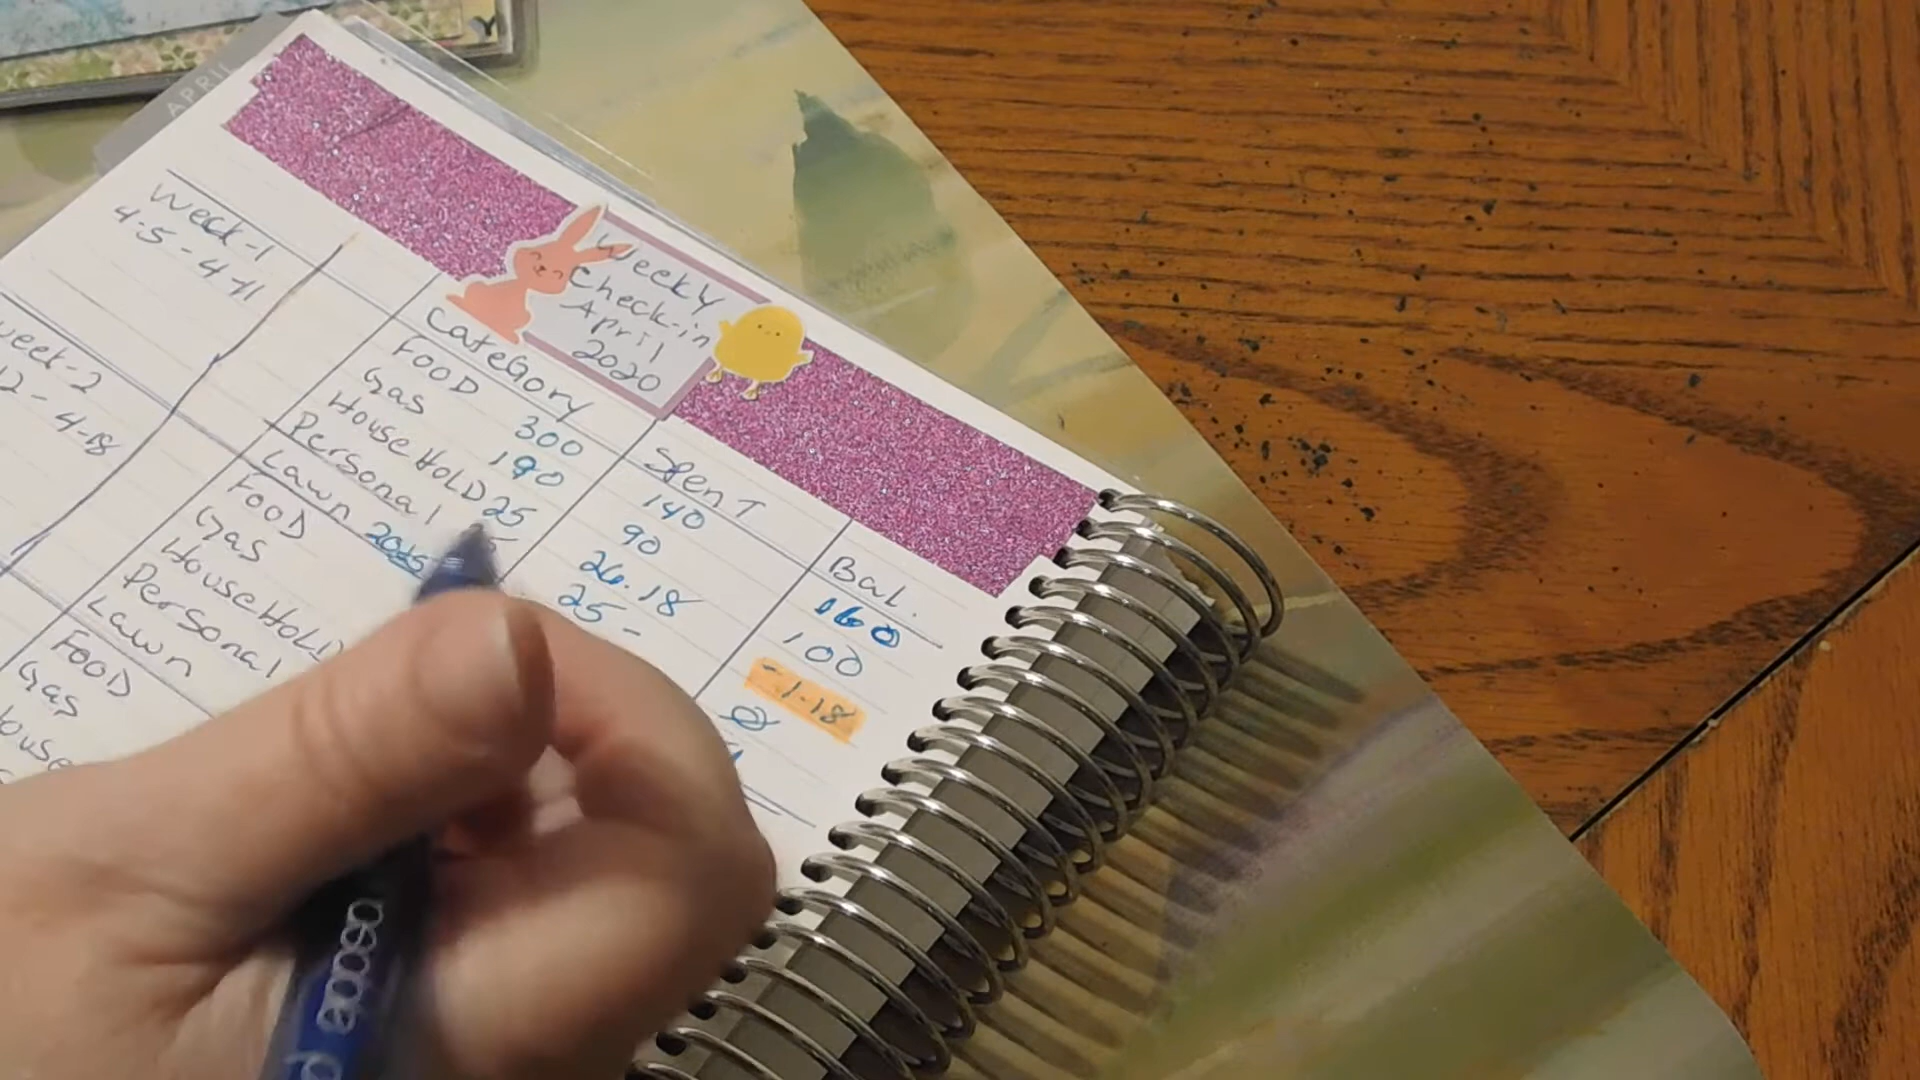 APRIL
Weekly
Check-in
April
2020
Week-1
4-5 - 4-11
Category
Spent
Bal.
FOOD 300 140 160
Gas 190 90 100
HouseHOLD 25 26.18 -1.18
Personal 25 -
Lawn
Week-2
12 - 4-18
FOOD
Gas
HouseHOLD
Personal
Lawn
FOOD
Gas
House